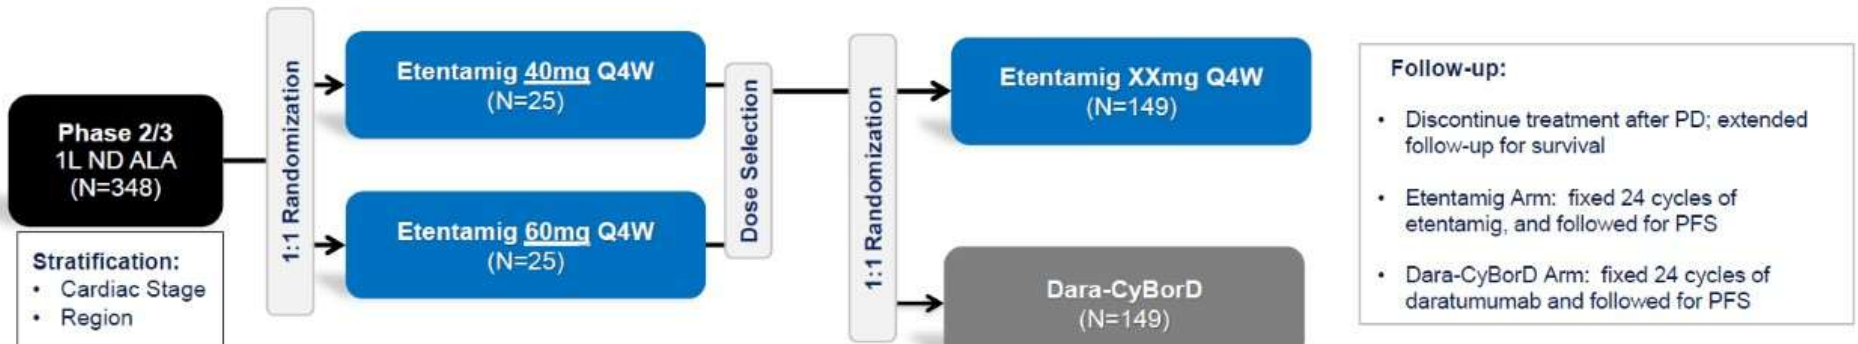 Phase 2/3
1L ND ALA
(N=348)
Stratification:
• Cardiac Stage
• Region
1:1 Randomization
Etentamig 40mg Q4W
(N=25)
Etentamig 60mg Q4W
(N=25)
Dose Selection
1:1 Randomization
Etentamig XXmg Q4W
(N=149)
Dara-CyBorD
(N=149)
Follow-up:
• Discontinue treatment after PD; extended
follow-up for survival
• Etentamig Arm: fixed 24 cycles of
etentamig, and followed for PFS
• Dara-CyBorD Arm: fixed 24 cycles of
daratumumab and followed for PFS